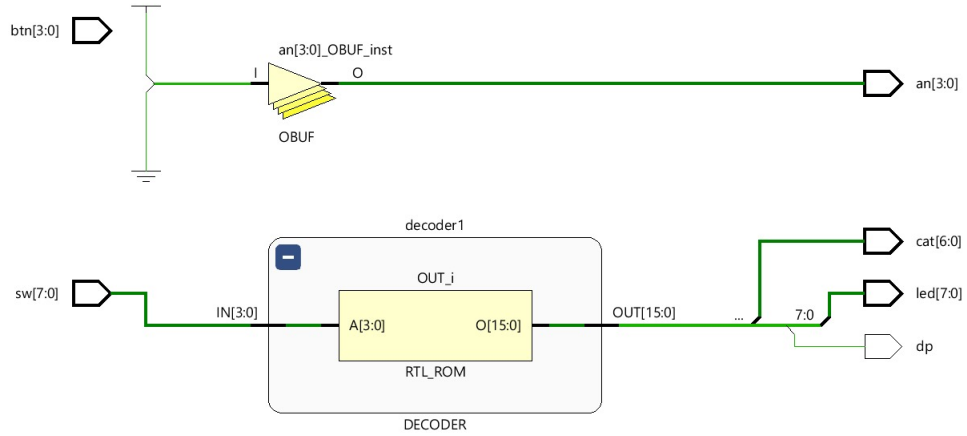 btn[3:0]
an[3:0]_OBUF_inst
I
O
an[3:0]
OBUF
decoder1
cat[6:0]
OUT_i
sw[7:0]
led[7:0]
IN[3:0]
OUT[15:0]
...
7:0
A[3:0]
O[15:0]
dp
RTL_ROM
DECODER